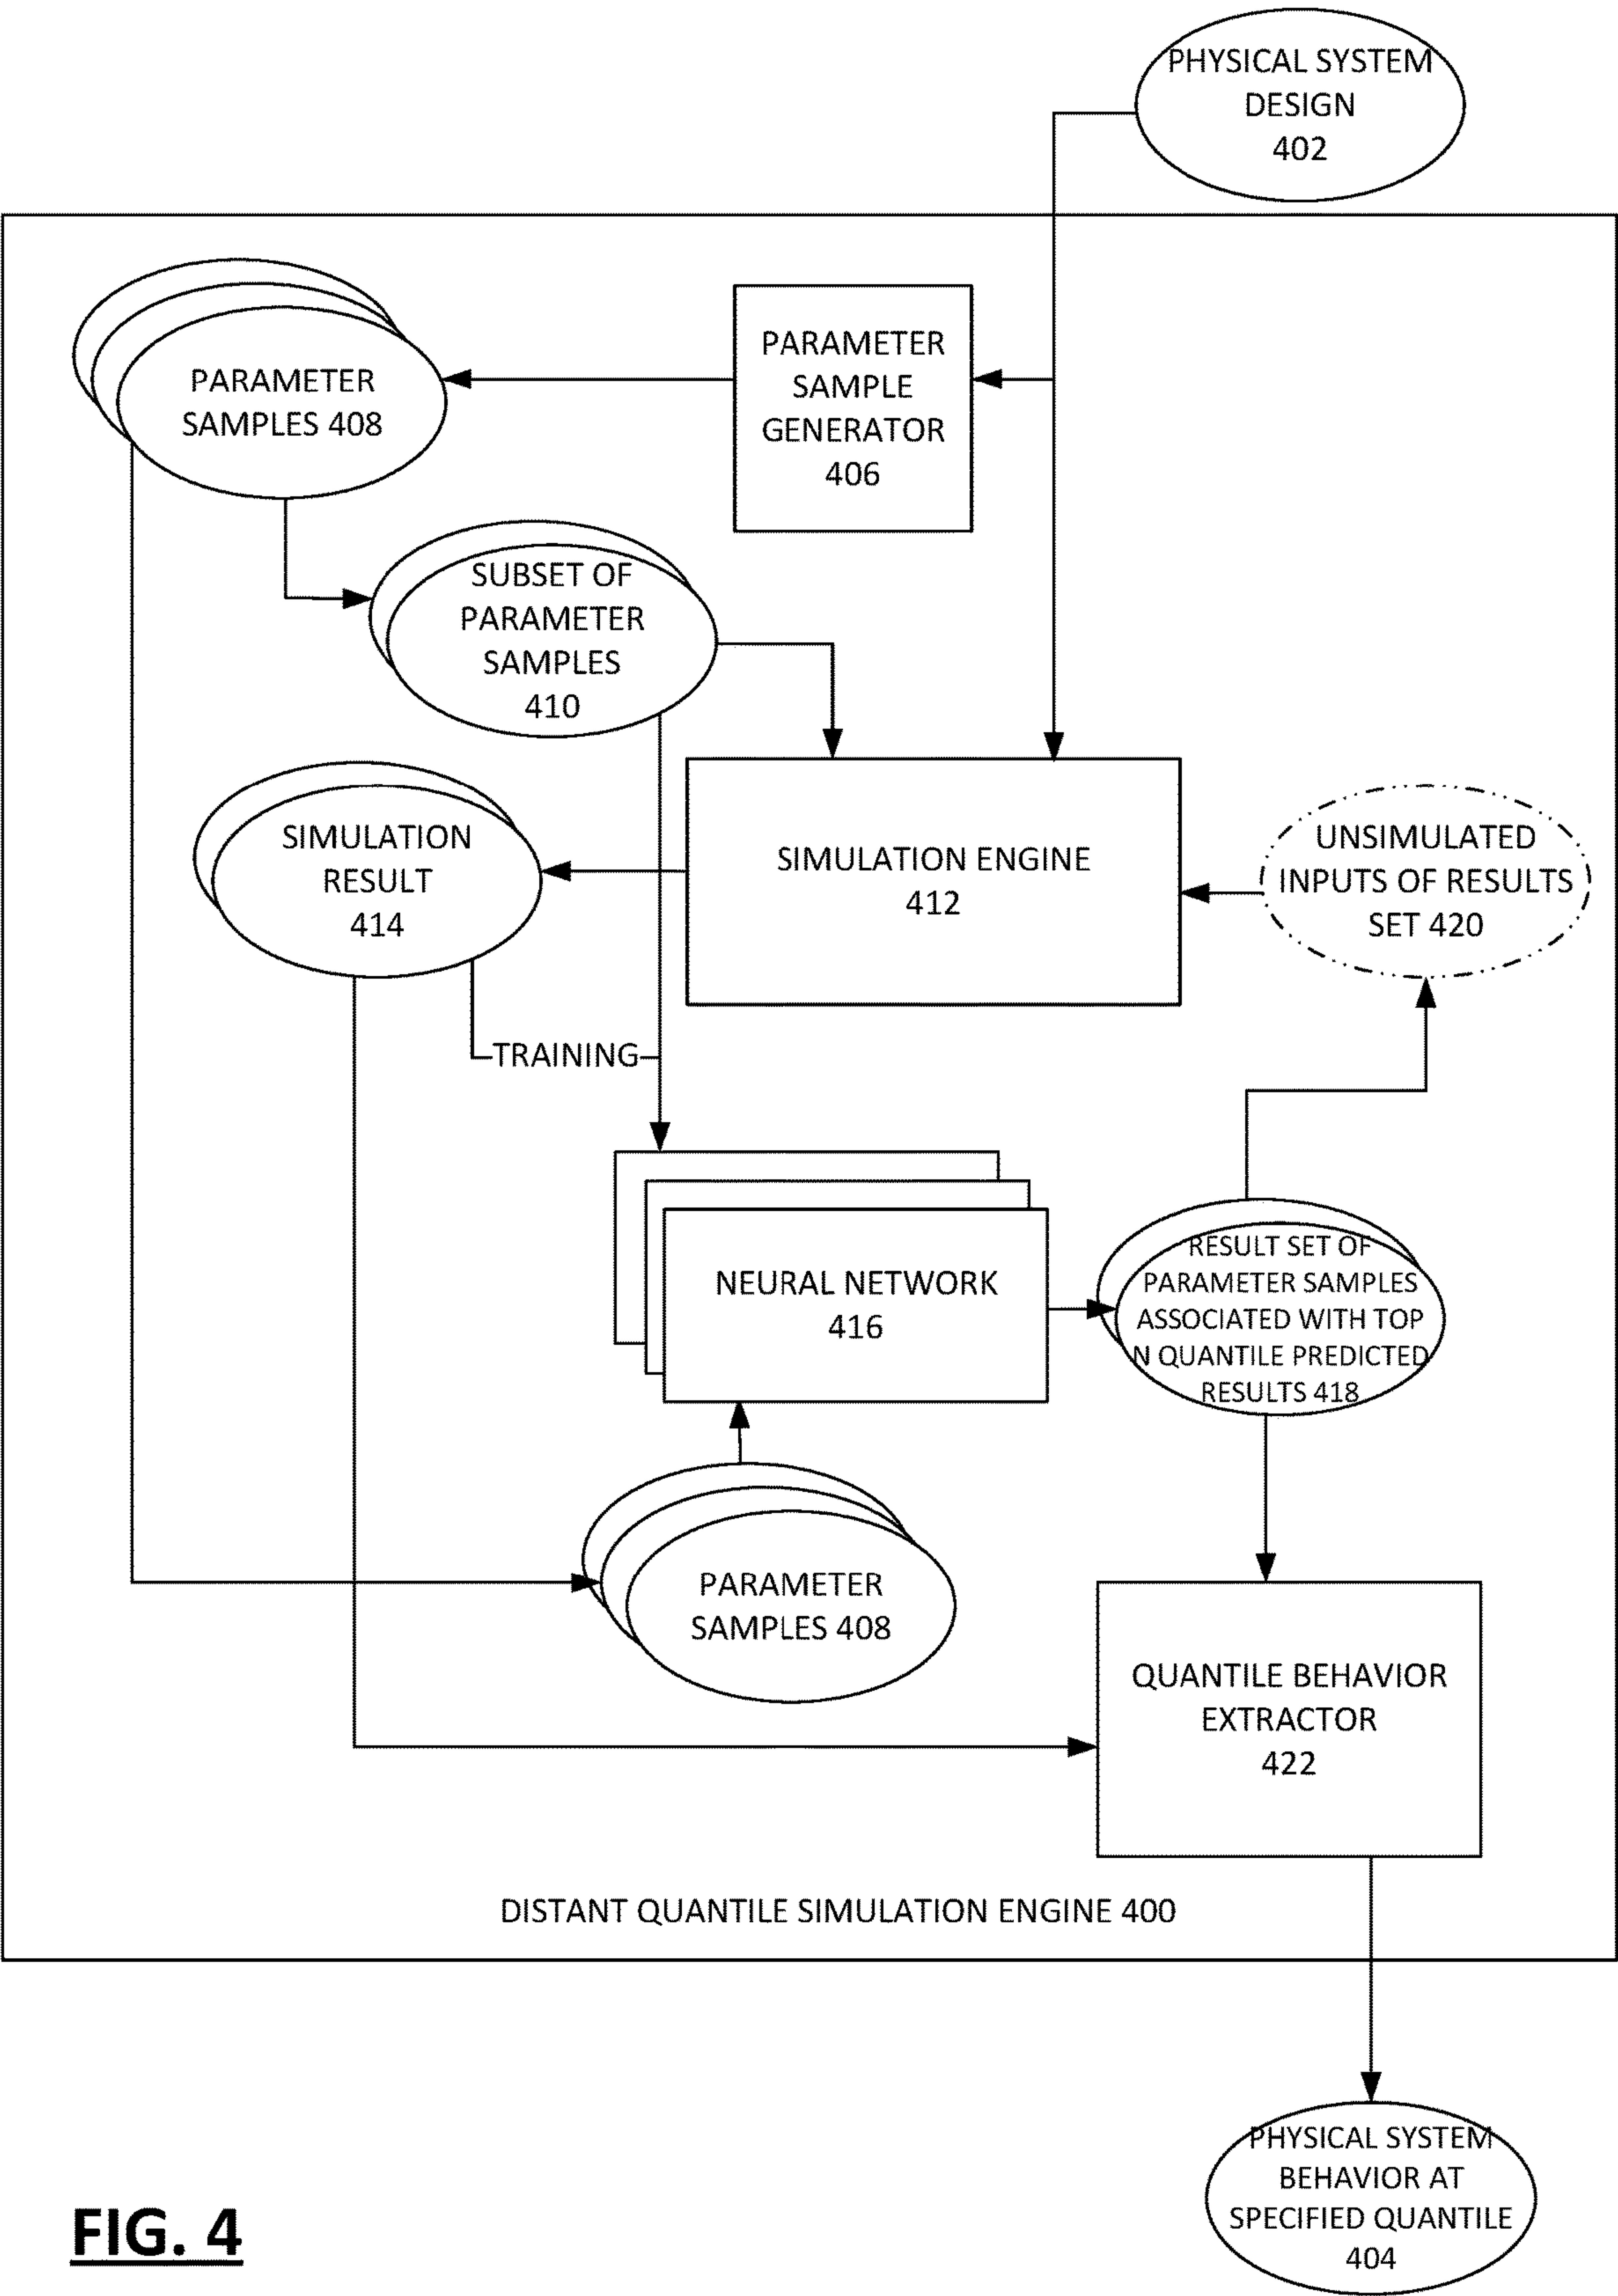 PHYSICAL SYSTEM
DESIGN
402
PARAMETER
SAMPLE
GENERATOR
406
PARAMETER
SAMPLES 408
SUBSET OF
PARAMETER
SAMPLES
410
SIMULATION ENGINE
412
SIMULATION
RESULT
414
UNSIMULATED
INPUTS OF RESULTS
SET 420
TRAINING
NEURAL NETWORK
416
RESULT SET OF
PARAMETER SAMPLES
ASSOCIATED WITH TOP
N QUANTILE PREDICTED
RESULTS 418
PARAMETER
SAMPLES 408
QUANTILE BEHAVIOR
EXTRACTOR
422
DISTANT QUANTILE SIMULATION ENGINE 400
PHYSICAL SYSTEM
BEHAVIOR AT
SPECIFIED QUANTILE
404
FIG. 4